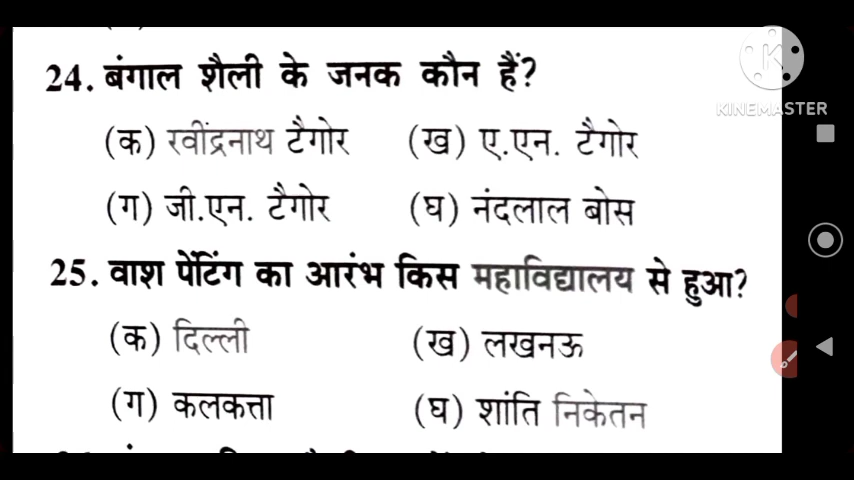 24. बंगाल शैली के जनक कौन हैं?
KINEMASTER
(क) रवींद्रनाथ टैगोर (ख) ए.एन. टैगोर
(ग) जी.एन. टैगोर (घ) नंदलाल बोस
25. वाश पेंटिंग का आरंभ किस महाविद्यालय से हुआ?
(क) दिल्ली (ख) लखनऊ
(ग) कलकत्ता (घ) शांति निकेतन